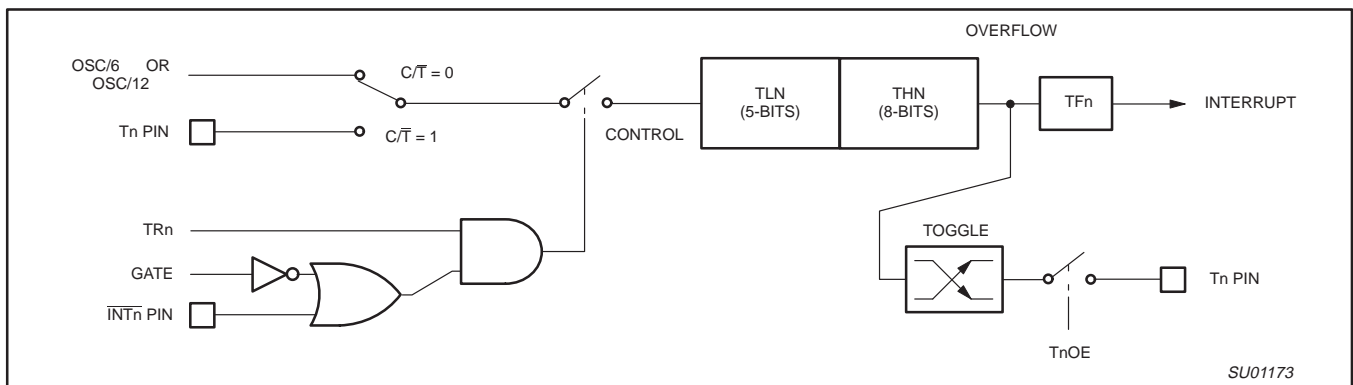 OVERFLOW
OSC/6 OR
OSC/12
C/T̅ = 0
TLN
(5-BITS)
THN
(8-BITS)
TFn
INTERRUPT
Tn PIN
C/T̅ = 1
CONTROL
TRn
TOGGLE
GATE
Tn PIN
I̅N̅T̅n̅ PIN
TnOE
SU01173